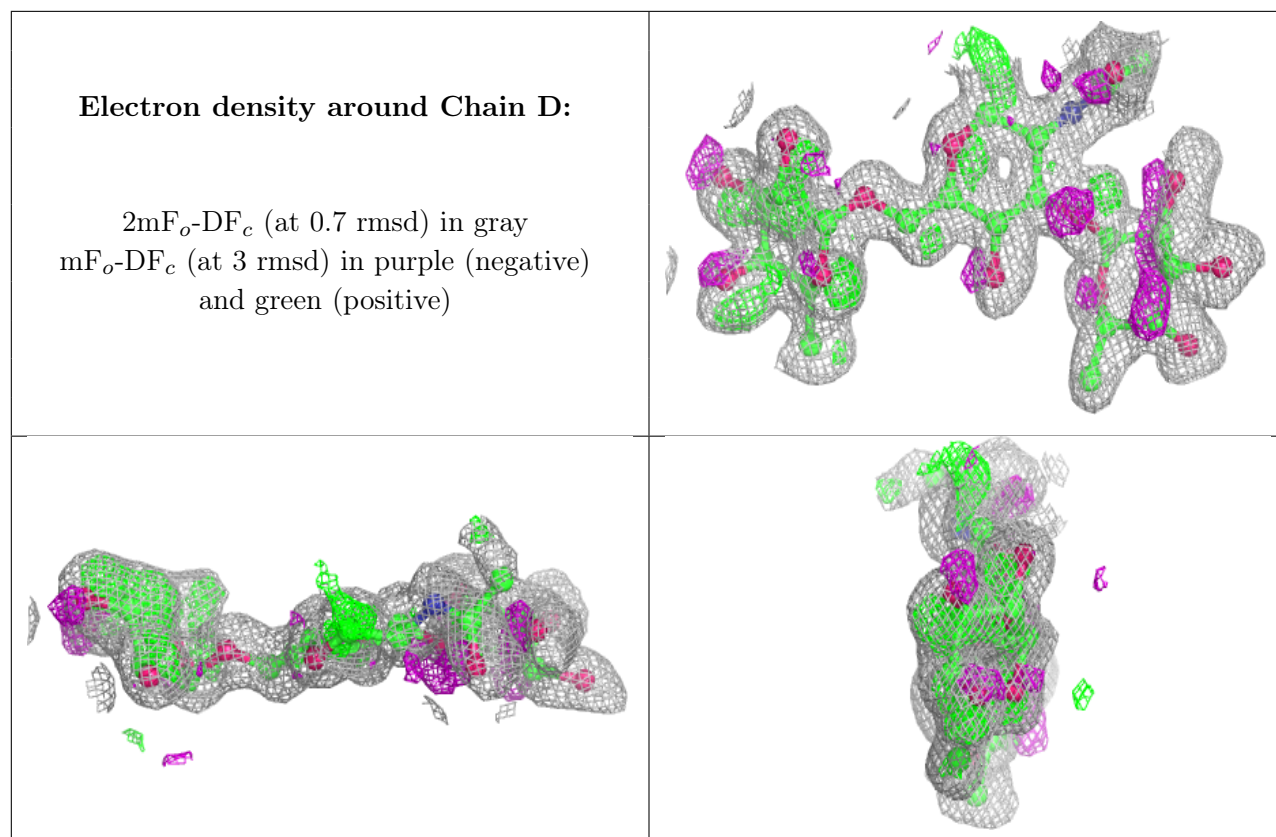 Electron density around Chain D:
2mFo-DFc (at 0.7 rmsd) in gray
mFo-DFc (at 3 rmsd) in purple (negative)
and green (positive)